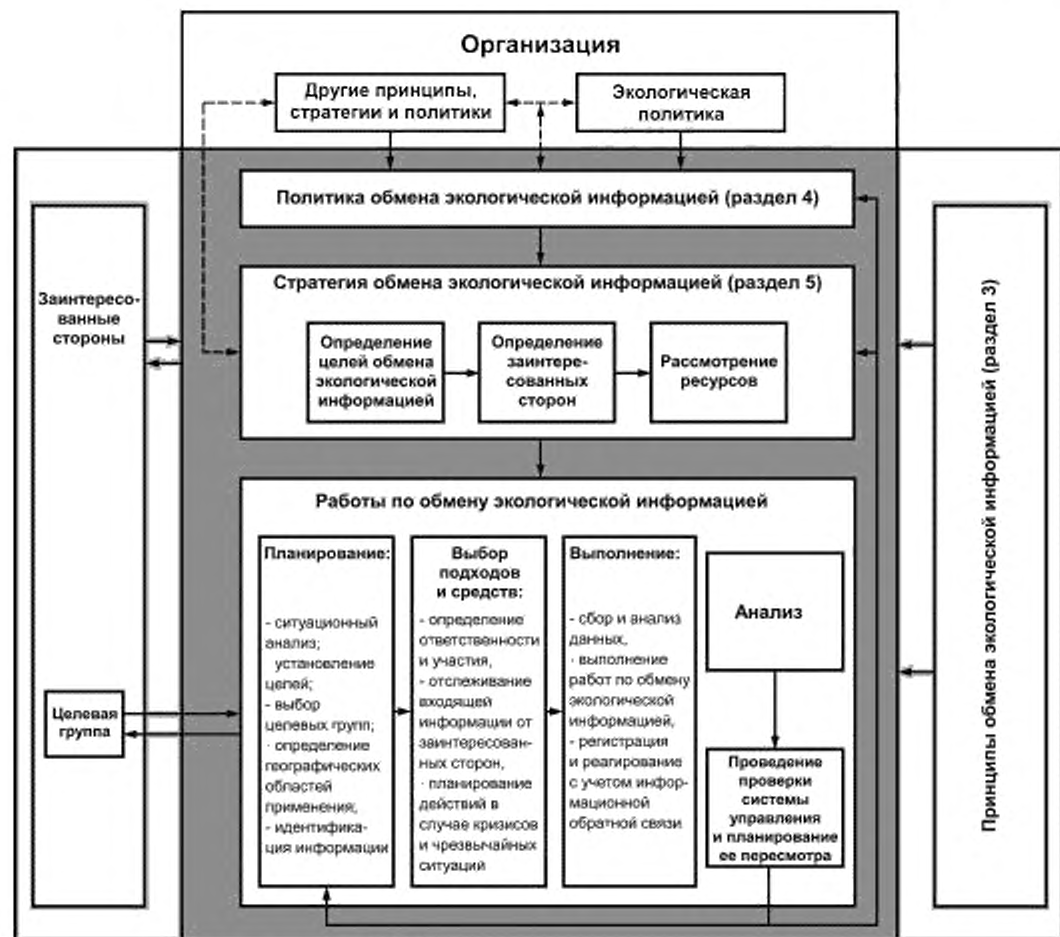 Организация
Другие принципы,
стратегии и политики
Экологическая
политика
Политика обмена экологической информацией (раздел 4)
Стратегия обмена экологической информацией (раздел 5)
Заинтересо-
ванные
стороны
Определение
целей обмена
экологической
информацией
Определение
заинтере-
сованных
сторон
Рассмотрение
ресурсов
Принципы обмена экологической информацией (раздел 3)
Работы по обмену экологической информацией
Планирование:
- ситуационный
анализ;
установление
целей;
- выбор
целевых групп;
· определение
географических
областей
применения;
- идентифика-
ция информации
Выбор
подходов
и средств:
- определение
ответственности
и участия,
- отслеживание
входящей
информации от
заинтересован-
ных сторон,
· планирование
действий в
случае кризисов
и чрезвычайных
ситуаций
Выполнение:
- сбор и анализ
данных,
· выполнение
работ по обмену
экологической
информацией,
- регистрация
и реагирование
с учетом инфор-
мационной
обратной связи
Анализ
Проведение
проверки
системы
управления
и планирование
ее пересмотра
Целевая
группа